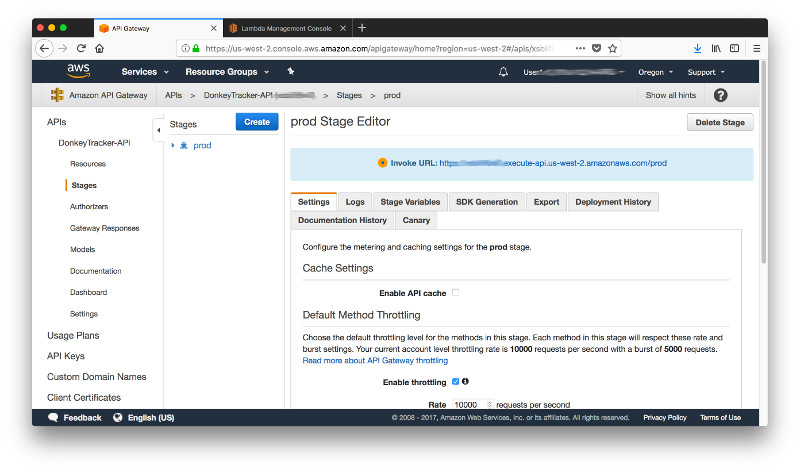 API Gateway
Lambda Management Console
https://us-west-2.console.aws.amazon.com/apigateway/home?region=us-west-2#/apis/
aws
Services
Resource Groups
User:
Oregon
Support
Amazon API Gateway
APIs > DonkeyTracker-API > Stages > prod
Show all hints
APIs
DonkeyTracker-API
Resources
Stages
Authorizers
Gateway Responses
Models
Documentation
Dashboard
Settings
Usage Plans
API Keys
Custom Domain Names
Client Certificates
Stages
Create
prod
prod Stage Editor
Delete Stage
Invoke URL: execute-api.us-west-2.amazonaws.com/prod
Settings Logs Stage Variables SDK Generation Export Deployment History
Documentation History Canary
Configure the metering and caching settings for the prod stage.
Cache Settings
Enable API cache
Default Method Throttling
Choose the default throttling level for the methods in this stage. Each method in this stage will respect these rate and
burst settings. Your current account level throttling rate is 10000 requests per second with a burst of 5000 requests.
Read more about API Gateway throttling
Enable throttling
Rate 10000 requests per second
Feedback
English (US)
© 2008 - 2017, Amazon Web Services, Inc. or its affiliates. All rights reserved.
Privacy Policy
Terms of Use